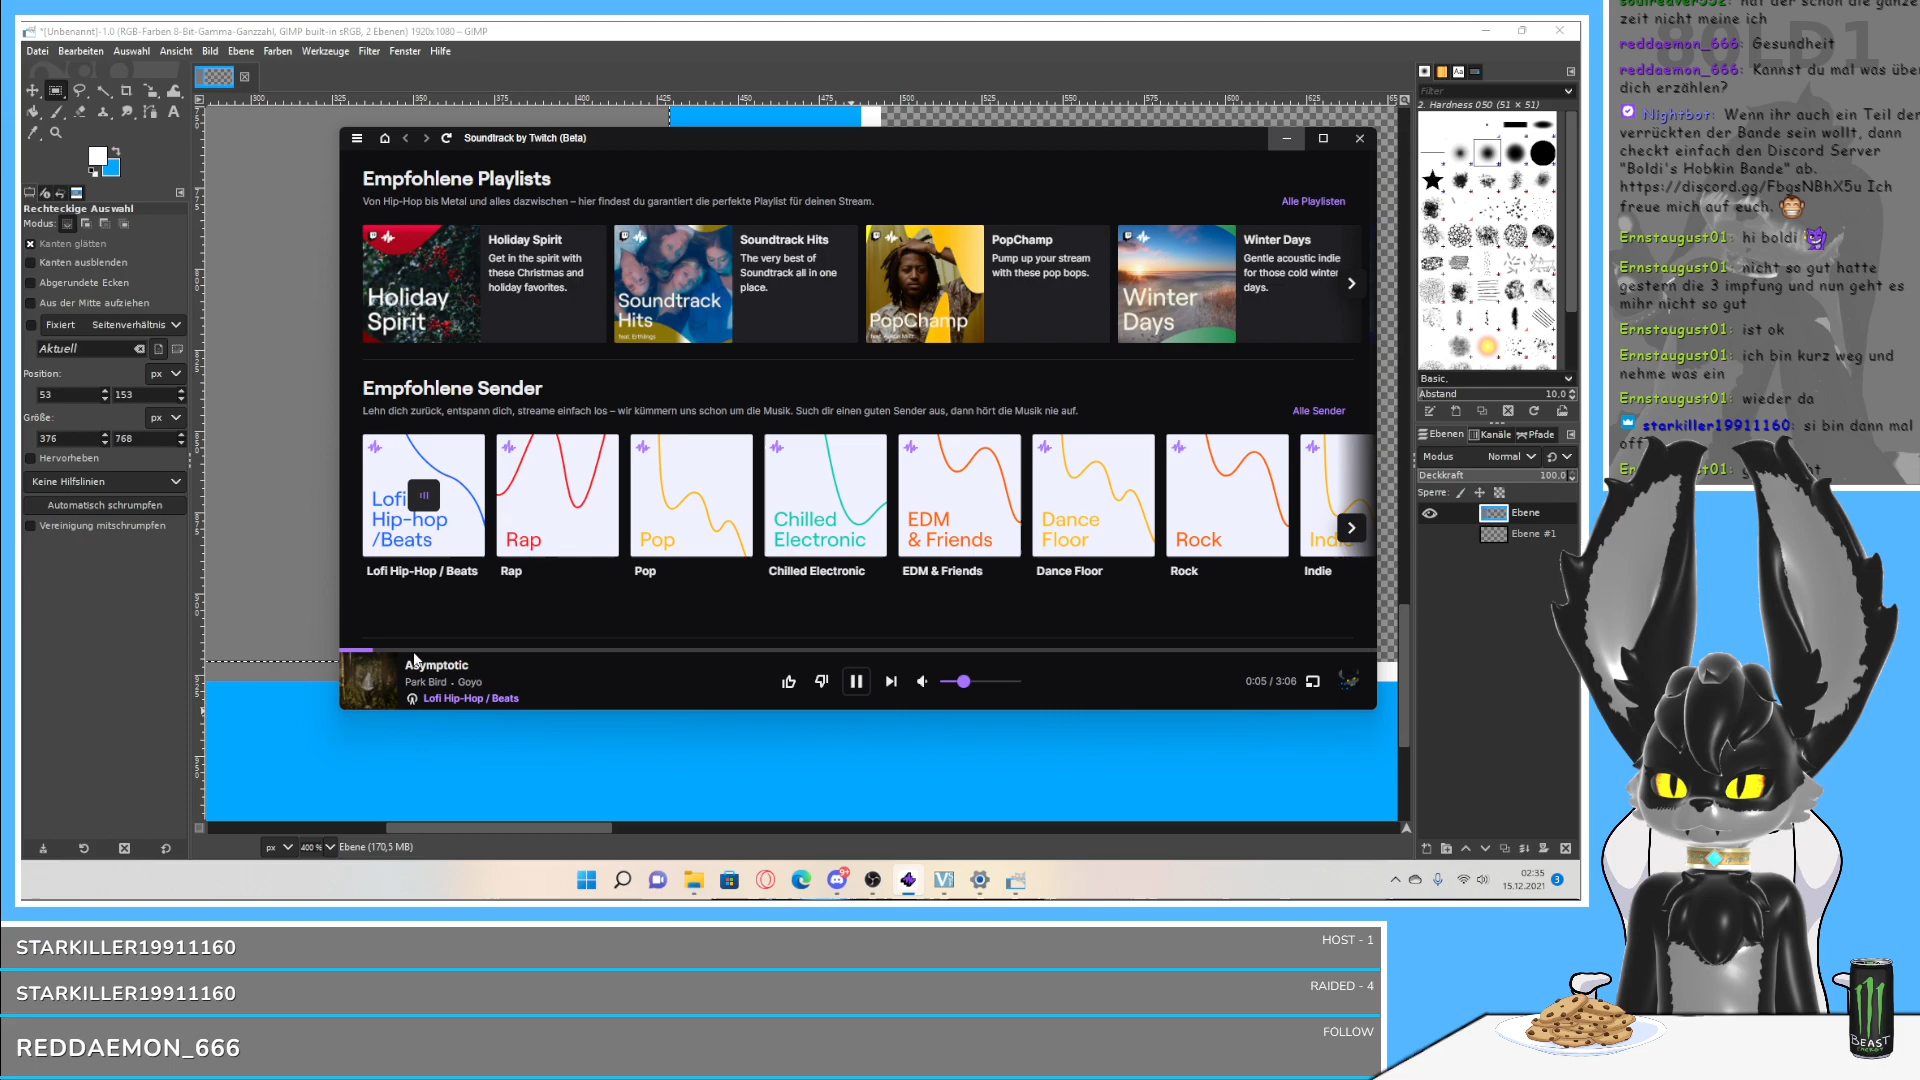 *[Unbenannt]-1.0 (RGB-Farben 8-Bit-Gamma-Ganzzahl, GIMP built-in sRGB, 2 Ebenen) 1920x1080 – GIMP
Datei Bearbeiten Auswahl Ansicht Bild Ebene Farben Werkzeuge Filter Fenster Hilfe
300 325 350 375 400 425 450 475 500 525 550 575 600 625 65
Rechteckige Auswahl
Modus:
Kanten glätten
Kanten ausblenden
Abgerundete Ecken
Aus der Mitte aufziehen
Fixiert Seitenverhältnis
Aktuell
Position: px
53 153
Größe: px
376 768
Hervorheben
Keine Hilfslinien
Automatisch schrumpfen
Vereinigung mitschrumpfen
Soundtrack by Twitch (Beta)
Empfohlene Playlists
Von Hip-Hop bis Metal und alles dazwischen – hier findest du garantiert die perfekte Playlist für deinen Stream.
Alle Playlisten
Holiday Spirit
Holiday Spirit
Get in the spirit with
these Christmas and
holiday favorites.
Soundtrack Hits
Soundtrack Hits
The very best of
Soundtrack all in one
place.
PopChamp
PopChamp
Pump up your stream
with these pop bops.
Winter Days
Winter Days
Gentle acoustic indie
for those cold winter
days.
Empfohlene Sender
Lehn dich zurück, entspann dich, streame einfach los – wir kümmern uns schon um die Musik. Such dir einen guten Sender aus, dann hört die Musik nie auf.
Alle Sender
Lofi
Hip-hop
/Beats
Rap
Pop
Chilled
Electronic
EDM
& Friends
Dance
Floor
Rock
Lofi Hip-Hop / Beats
Rap
Pop
Chilled Electronic
EDM & Friends
Dance Floor
Rock
Indie
Asymptotic
Park Bird • Goyo
Lofi Hip-Hop / Beats
0:05 / 3:06
px 400 % Ebene (170,5 MB)
Filter
2. Hardness 050 (51 × 51)
Basic,
Abstand 10,0
Ebenen Kanäle Pfade
Modus Normal
Deckkraft 100,0
Sperre:
Ebene
Ebene #1
02:35
15.12.2021
3
9+
zeit nicht meine ich
reddaemon_666: Gesundheit
reddaemon_666: Kannst du mal was über
dich erzählen?
Nightbot: Wenn ihr auch ein Teil der
verrückten der Bande sein wollt, dann
checkt einfach den Discord Server
"Boldi's Hobkin Bande" ab.
https://discord.gg/FbgsNBhX5u Ich
freue mich auf euch.
Ernstaugust01: hi boldi
Ernstaugust01: nicht so gut hatte
gestern die 3 impfung und nun geht es
mihr nicht so gut
Ernstaugust01: ist ok
Ernstaugust01: ich bin kurz weg und
nehme was ein
Ernstaugust01: wieder da
starkiller19911160: si bin dann mal
off
STARKILLER19911160 HOST - 1
STARKILLER19911160 RAIDED - 4
REDDAEMON_666 FOLLOW
BEAST